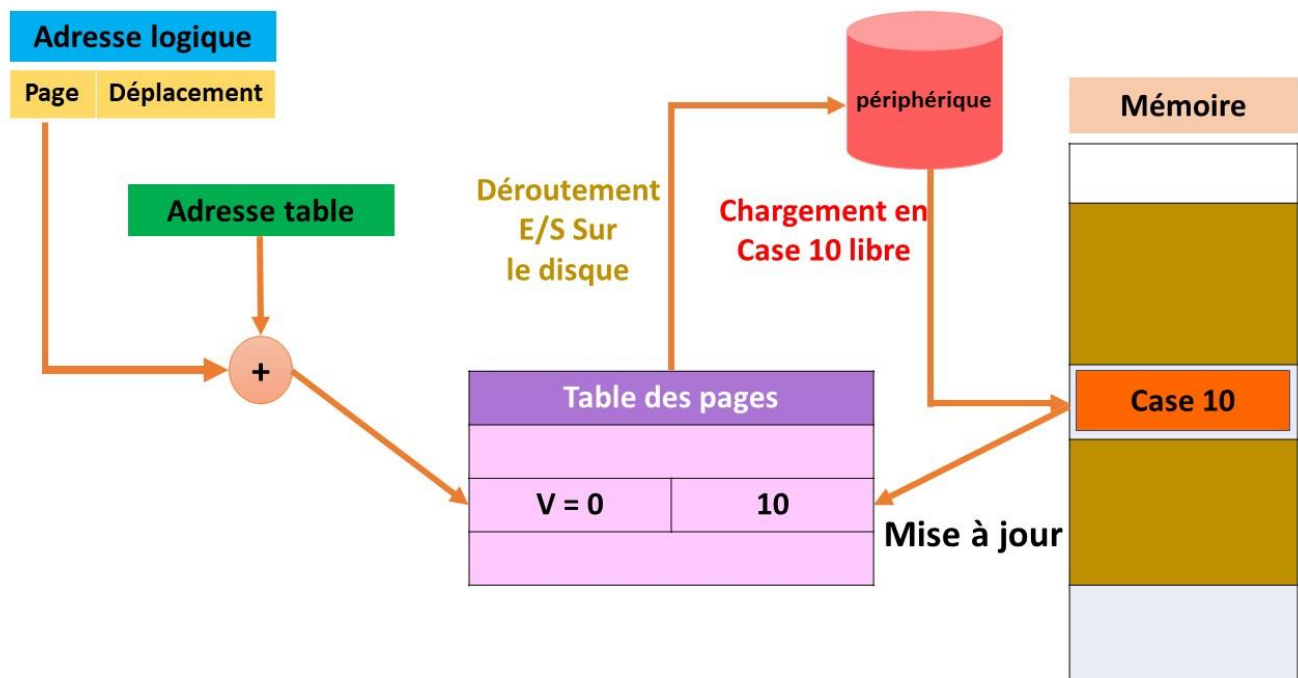 Adresse logique
Page
Déplacement
Adresse table
+
Déroutement
E/S Sur
le disque
périphérique
Chargement en
Case 10 libre
Mémoire
Case 10
Table des pages
V = 0
10
Mise à jour